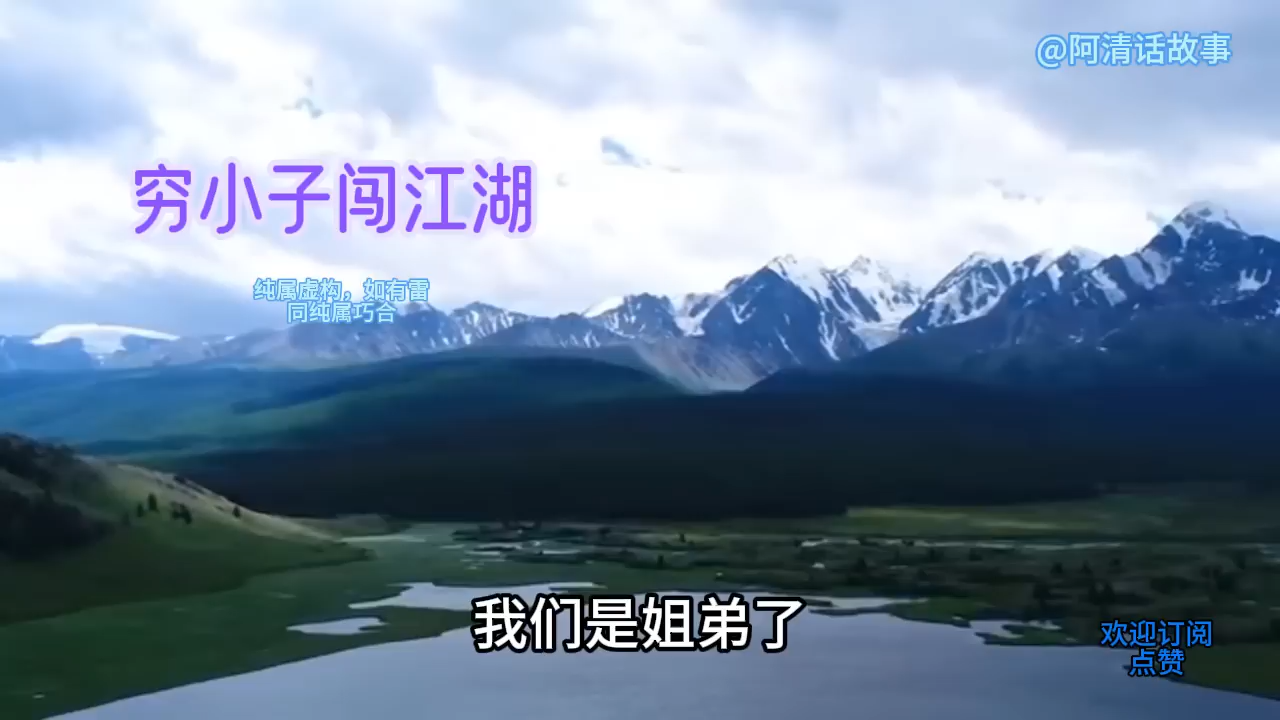 @阿清话故事
穷小子闯江湖
纯属虚构，如有雷
同纯属巧合
我们是姐弟了
欢迎订阅
点赞